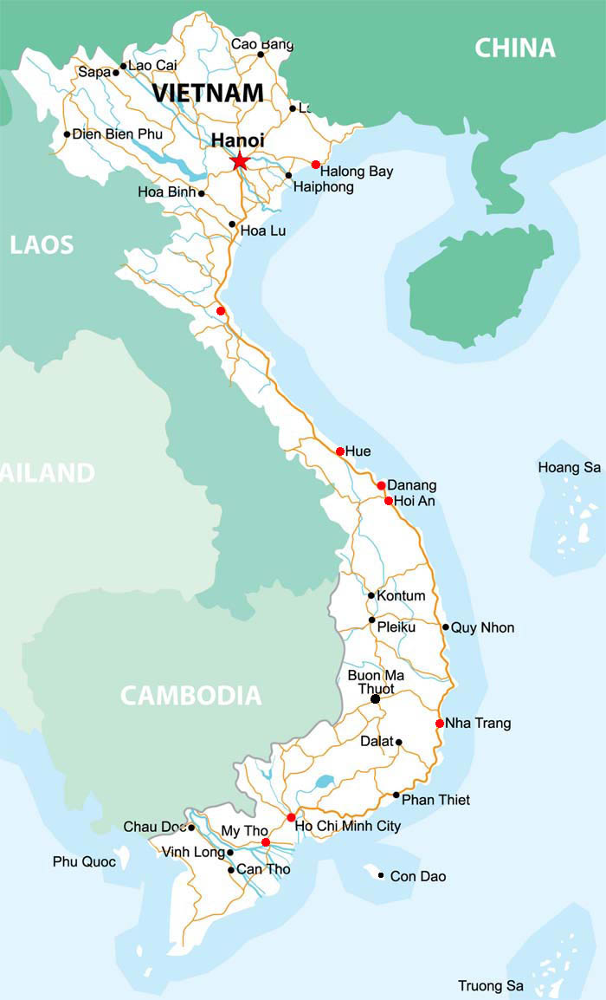 CHINA
Cao Bang
Lao Cai
Sapa
VIETNAM
Dien Bien Phu
Hanoi
Halong Bay
Haiphong
Hoa Binh
Hoa Lu
LAOS
Hue
Hoang Sa
AILAND
Danang
Hoi An
Kontum
Pleiku
Quy Nhon
Buon Ma
Thuot
CAMBODIA
Nha Trang
Dalat
Phan Thiet
Ho Chi Minh City
Chau Doc
My Tho
Vinh Long
Phu Quoc
Can Tho
Con Dao
Truong Sa